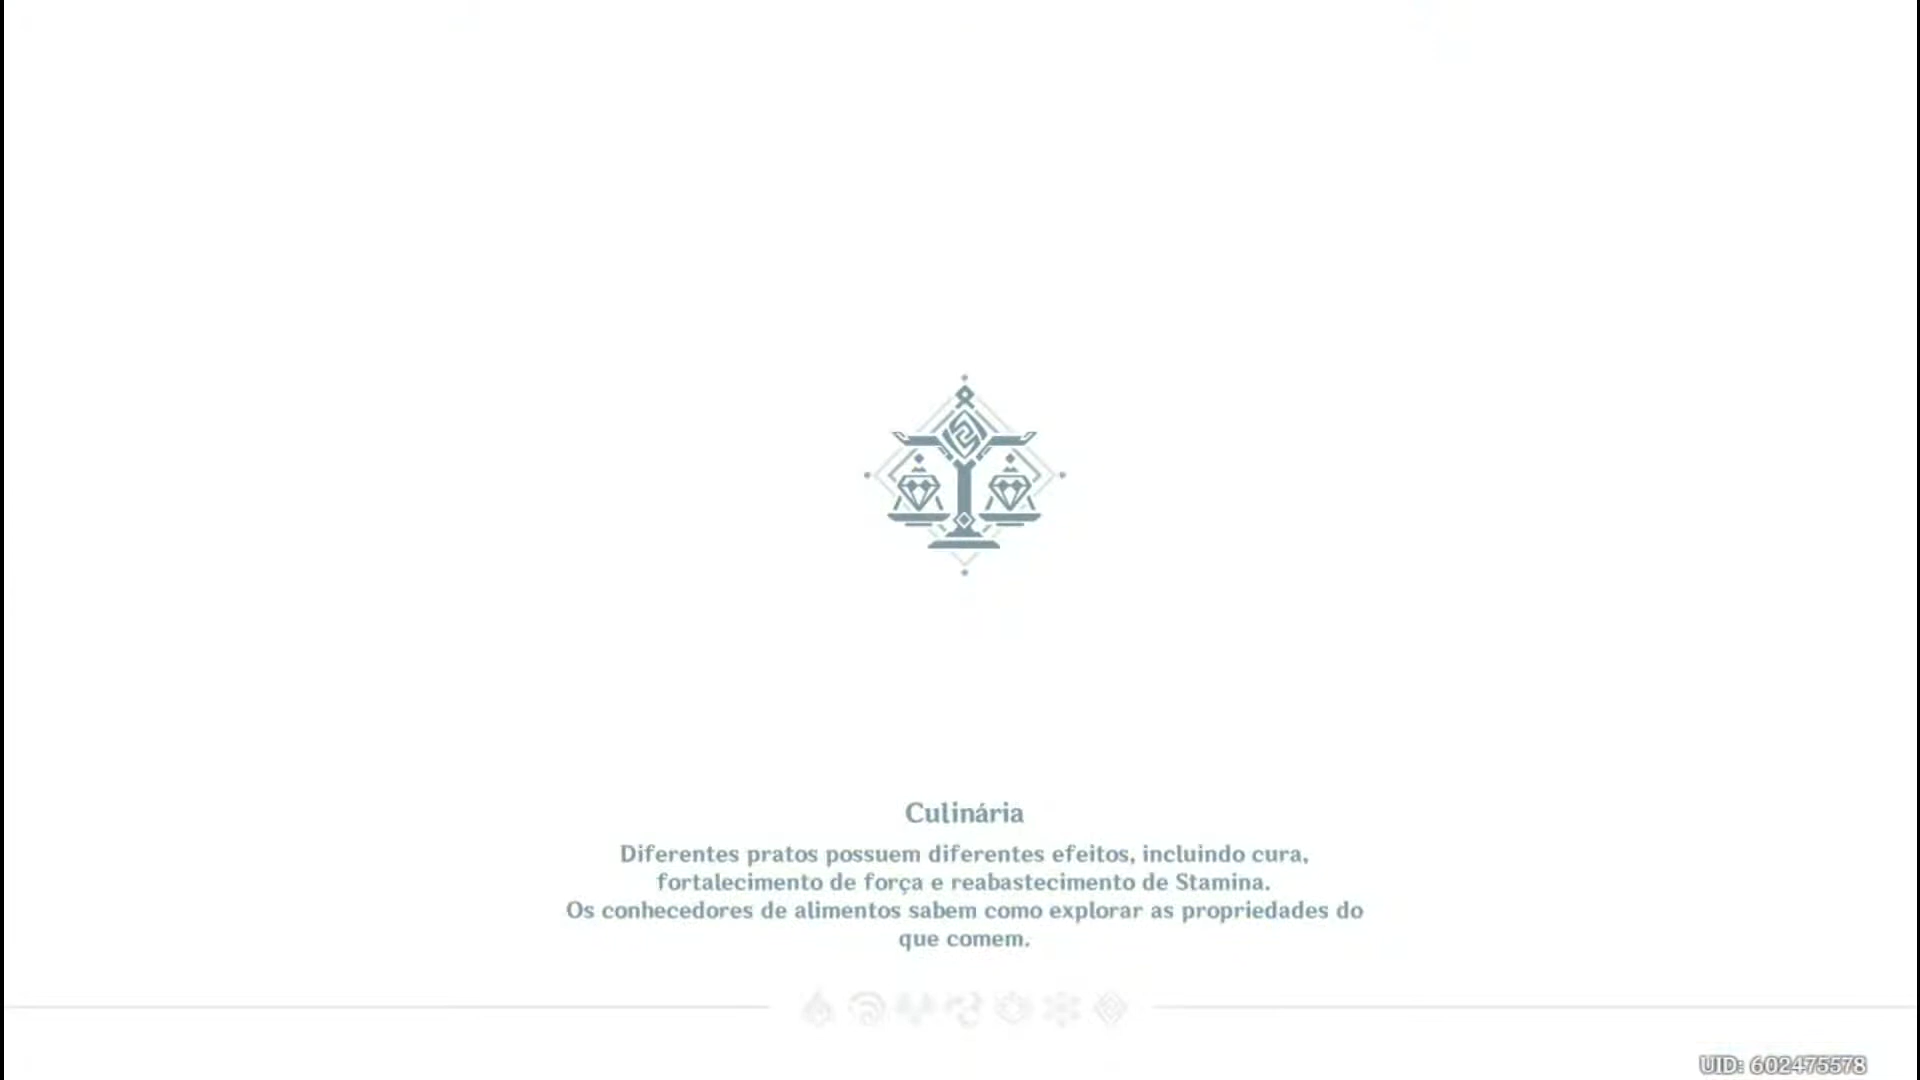 Culinária
Diferentes pratos possuem diferentes efeitos, incluindo cura,
fortalecimento de força e reabastecimento de Stamina.
Os conhecedores de alimentos sabem como explorar as propriedades do
que comem.
UID: 602475578